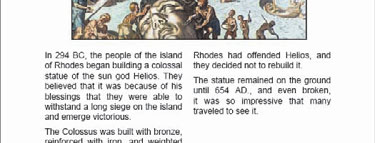 In 294 BC, the people of the island
of Rhodes began building a colossal
statue of the sun god Helios. They
believed that it was because of his
blessings that they were able to
withstand a long siege on the island
and emerge victorious.
The Colossus was built with bronze,
reinforced with iron, and weighted
Rhodes had offended Helios, and
they decided not to rebuild it.
The statue remained on the ground
until 654 AD., and even broken,
it was so impressive that many
traveled to see it.